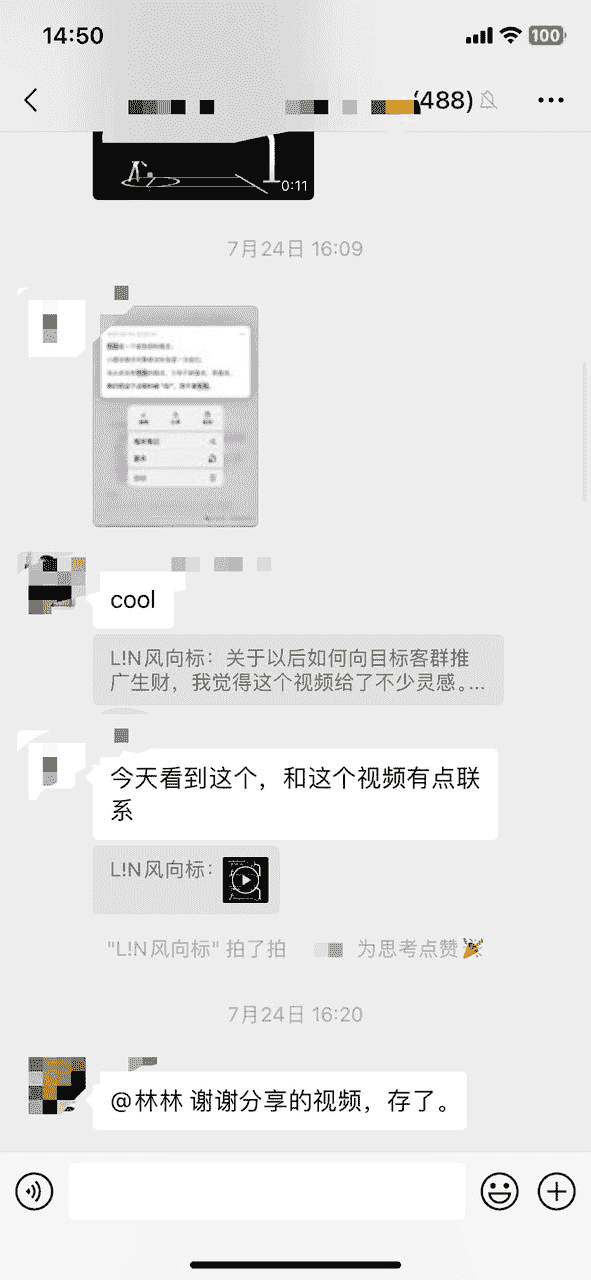 14:50
100
(488)
0:11
7月24日 16:09
cool
L!N风向标：关于以后如何向目标客群推
广生财，我觉得这个视频给了不少灵感。...
今天看到这个，和这个视频有点联
系
L!N风向标：
"L!N风向标" 拍了拍 为思考点赞🎉
7月24日 16:20
@林林 谢谢分享的视频，存了。